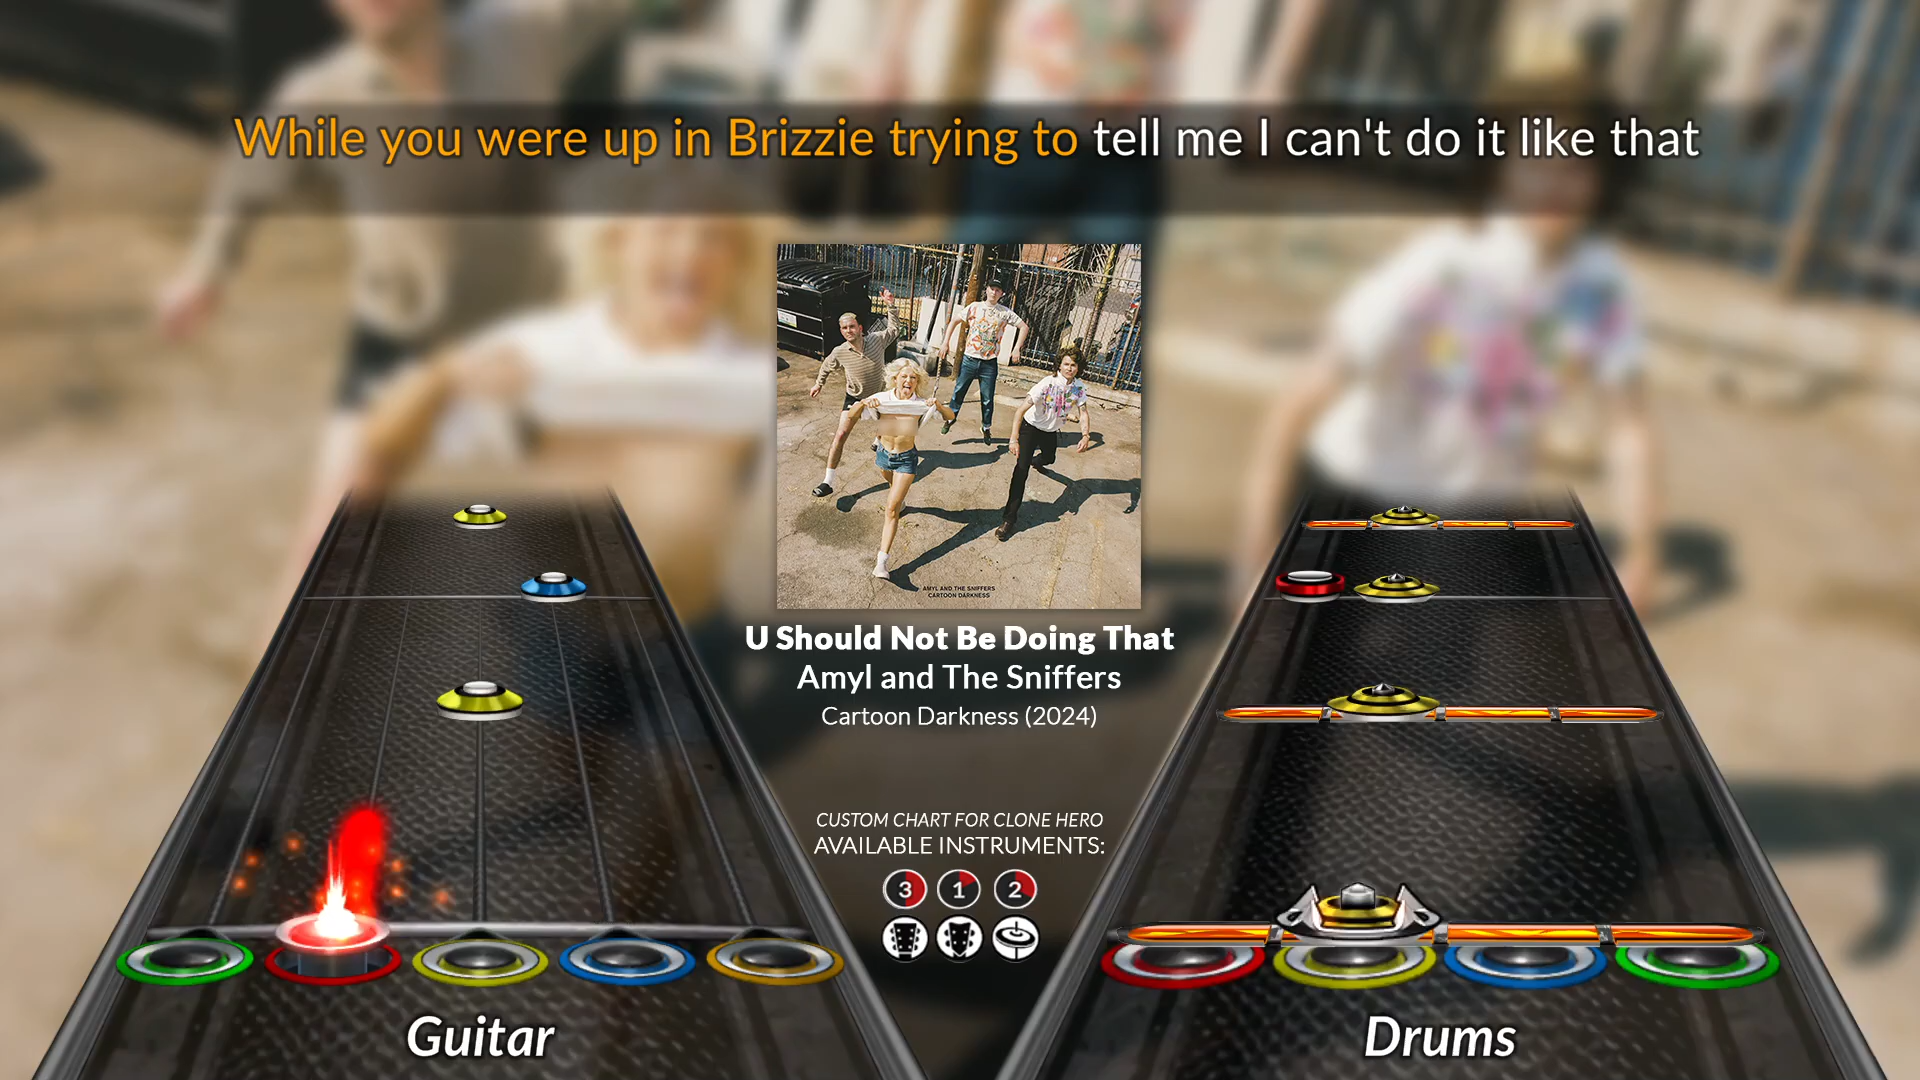 While you were up in Brizzie trying to tell me I can't do it like that
AMYL AND THE SNIFFERS
CARTOON DARKNESS
U Should Not Be Doing That
Amyl and The Sniffers
Cartoon Darkness (2024)
CUSTOM CHART FOR CLONE HERO
AVAILABLE INSTRUMENTS:
3 1 2
Guitar Drums